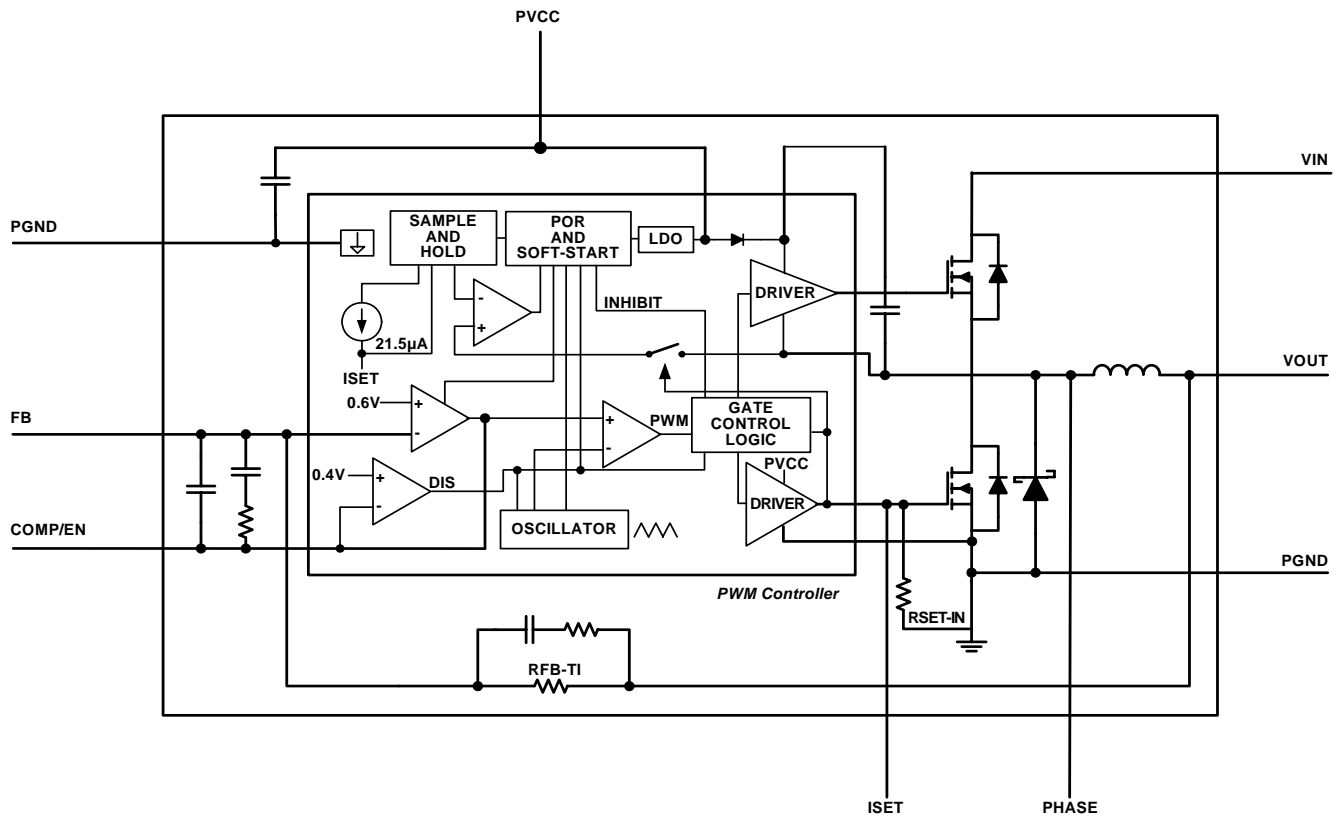 PVCC
VIN
PGND
SAMPLE
AND
HOLD
POR
AND
SOFT-START
LDO
DRIVER
INHIBIT
-
+
21.5µA
ISET
VOUT
0.6V
+
-
FB
+
-
PWM
GATE
CONTROL
LOGIC
PVCC
0.4V
+
-
DIS
DRIVER
OSCILLATOR
COMP/EN
PGND
PWM Controller
RSET-IN
RFB-TI
ISET
PHASE